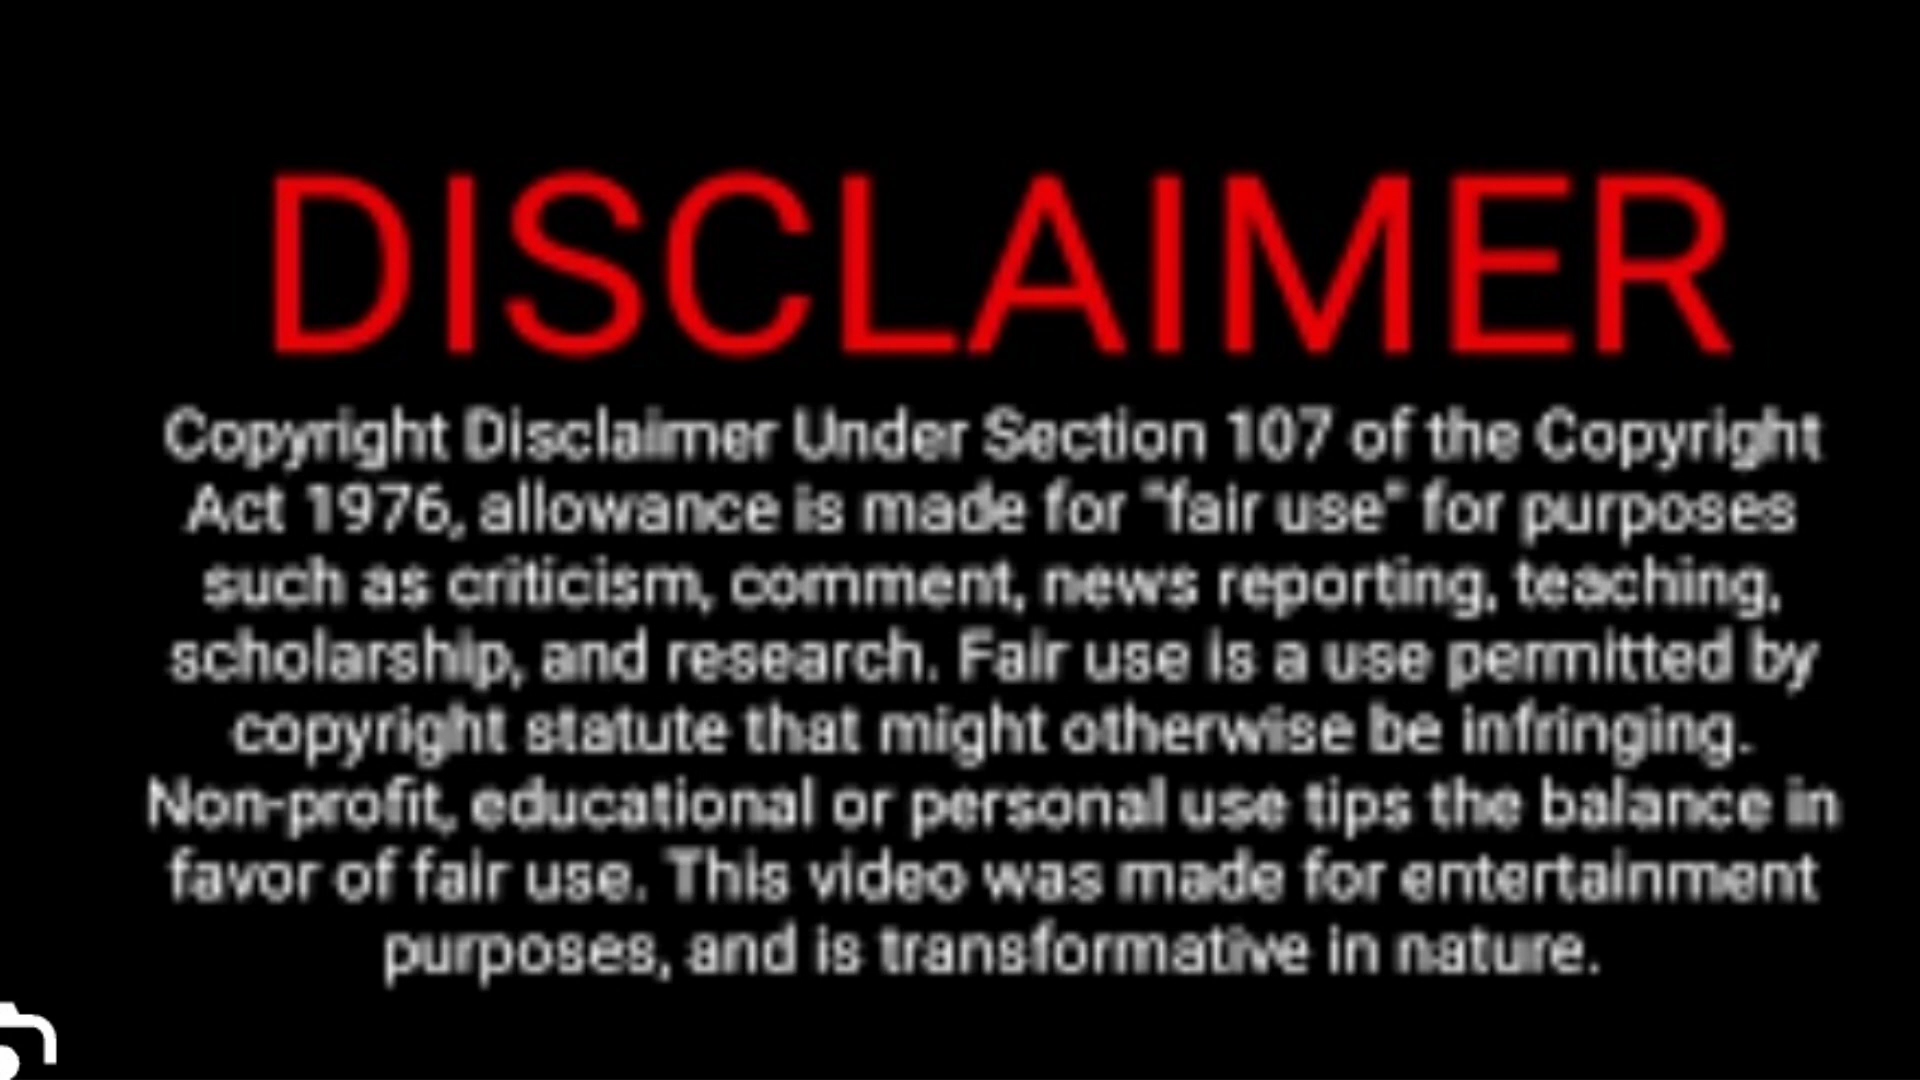 DISCLAIMER
Copyright Disclaimer Under Section 107 of the Copyright
Act 1976, allowance is made for "fair use" for purposes
such as criticism, comment, news reporting, teaching,
scholarship, and research. Fair use is a use permitted by
copyright statute that might otherwise be infringing.
Non-profit, educational or personal use tips the balance in
favor of fair use. This video was made for entertainment
purposes, and is transformative in nature.